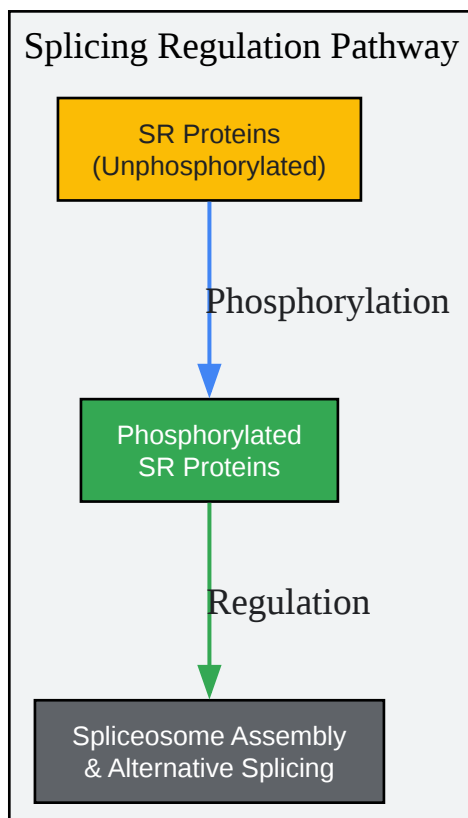 Splicing Regulation Pathway
SR Proteins
(Unphosphorylated)
Phosphorylation
Phosphorylated
SR Proteins
Regulation
Spliceosome Assembly
& Alternative Splicing